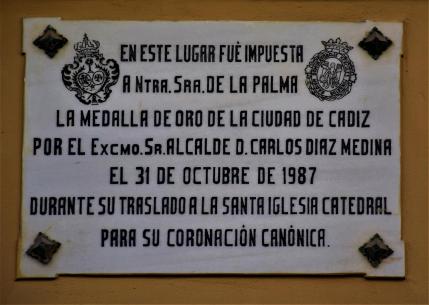 EN ESTE LUGAR FUÈ IMPUESTA
A NTRA. SRA. DE LA PALMA
LA MEDALLA DE ORO DE LA CIUDAD DE CADIZ
POR EL EXCMO. SR. ALCALDE D. CARLOS DIAZ MEDINA
EL 31 DE OCTUBRE DE 1987
DURANTE SU TRASLADO A LA SANTA IGLESIA CATEDRAL
PARA SU CORONACIÓN CANÓNICA.